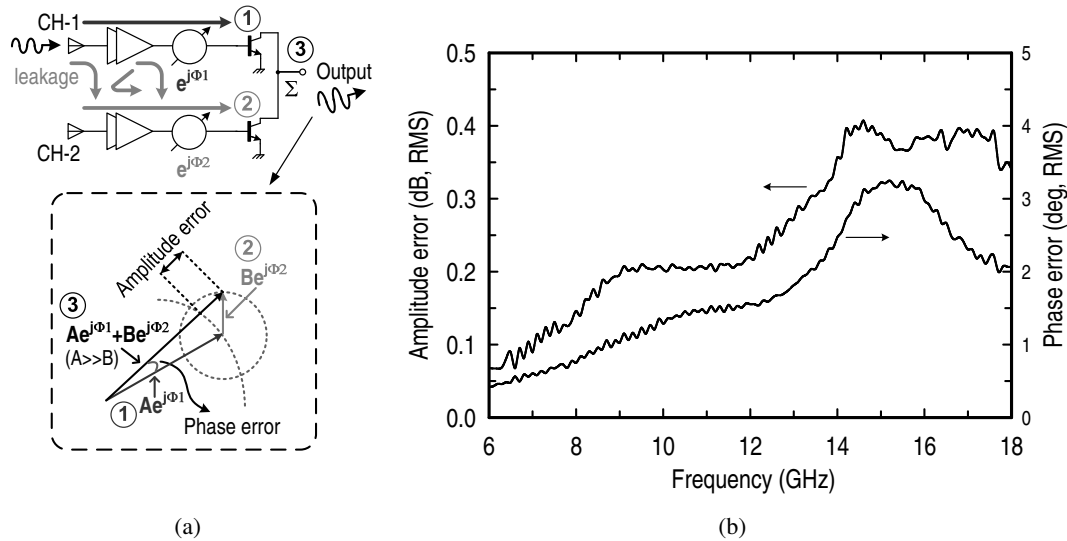 CH-1
1
3
leakage
e^jΦ1
Σ
Output
2
CH-2
e^jΦ2
Amplitude error
2
Be^jΦ2
3
Ae^jΦ1+Be^jΦ2
(A>>B)
1
Ae^jΦ1
Phase error
(a)
0.5
0.4
0.3
0.2
0.1
0.0
Amplitude error (dB, RMS)
5
4
3
2
1
0
Phase error (deg, RMS)
6
8
10
12
14
16
18
Frequency (GHz)
(b)